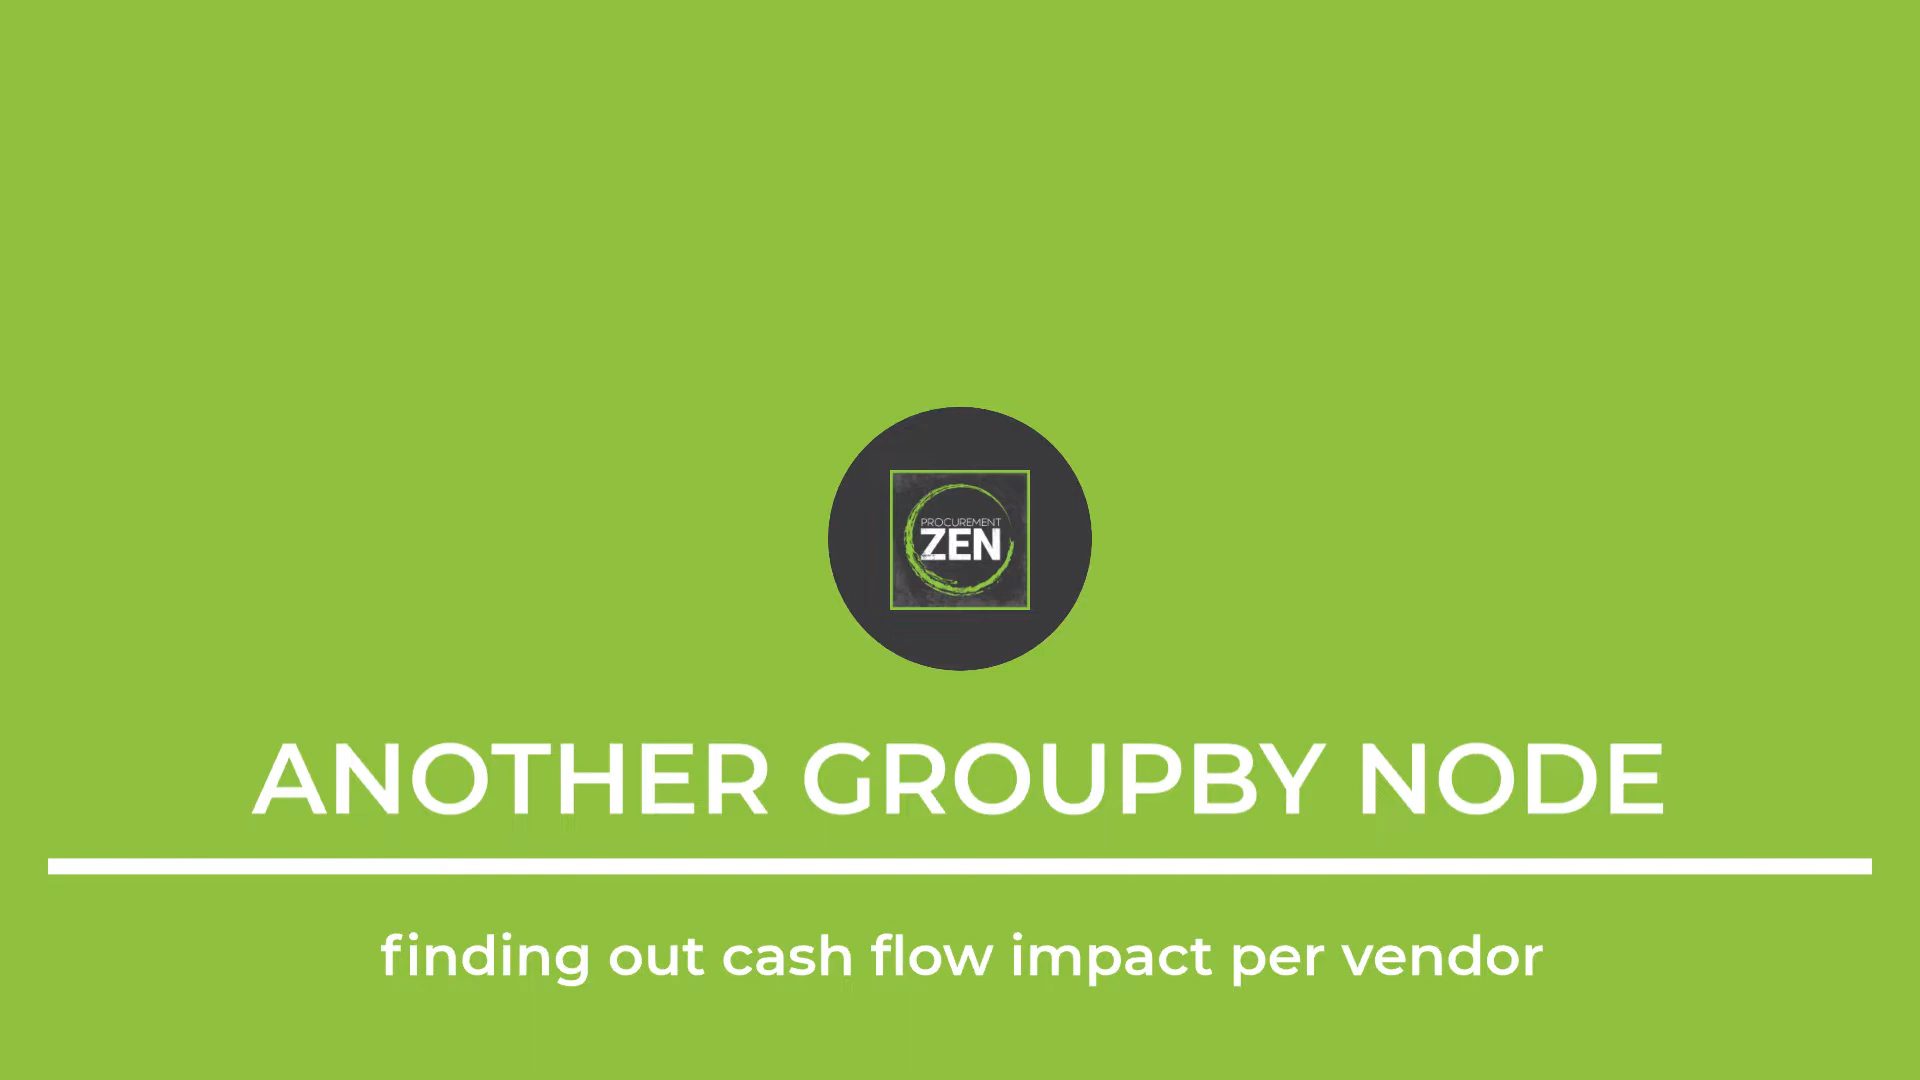 PROCUREMENT
ZEN
ANOTHER GROUPBY NODE
finding out cash flow impact per vendor